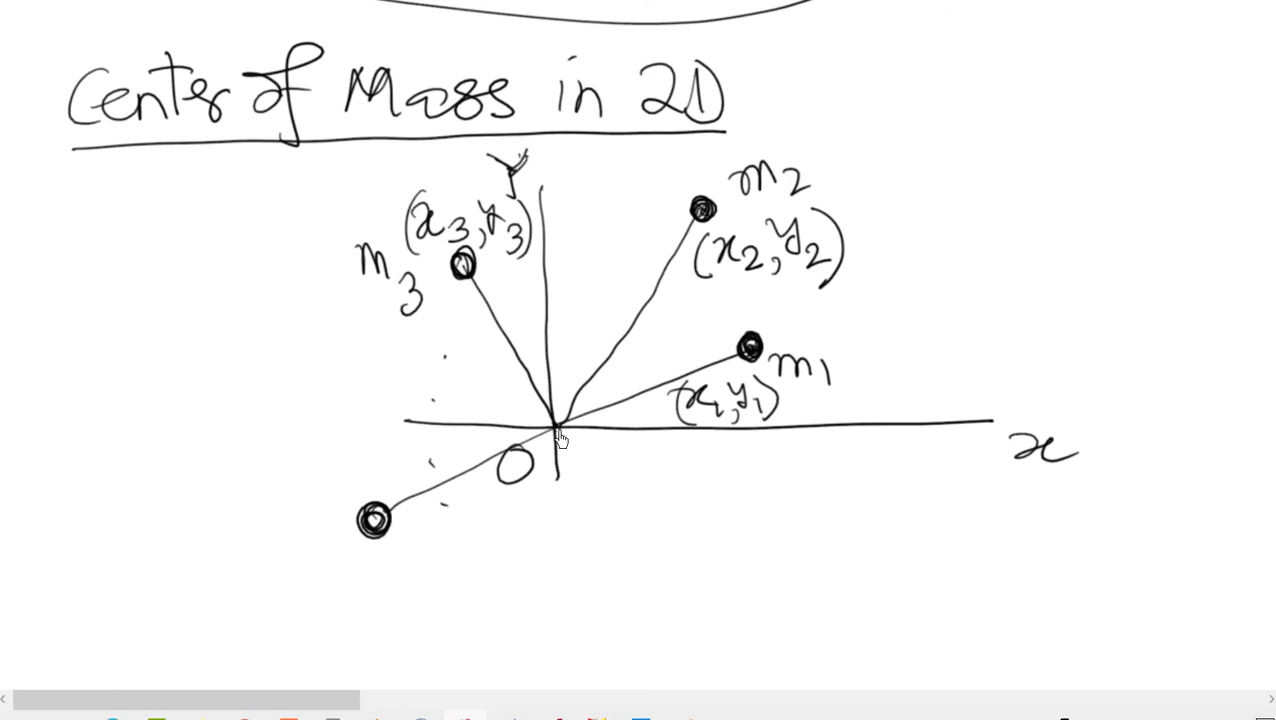 Center of Mass in 2D
Y
m2
(x3, y3)
(x2, y2)
m3
m1
(x1, y1)
x
O